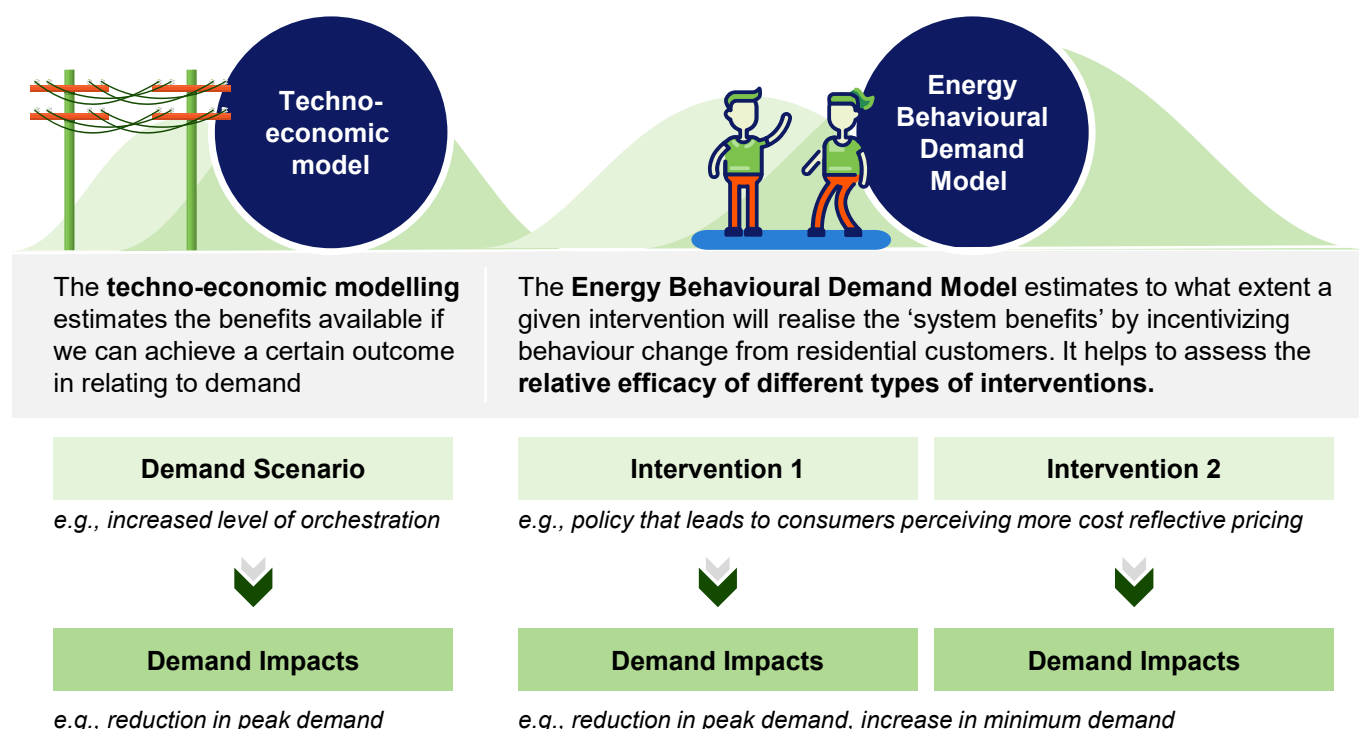 Techno-
economic
model
Energy
Behavioural
Demand
Model
The techno-economic modelling
estimates the benefits available if
we can achieve a certain outcome
in relating to demand
The Energy Behavioural Demand Model estimates to what extent a
given intervention will realise the ‘system benefits’ by incentivizing
behaviour change from residential customers. It helps to assess the
relative efficacy of different types of interventions.
Demand Scenario
e.g., increased level of orchestration
Intervention 1
Intervention 2
e.g., policy that leads to consumers perceiving more cost reflective pricing
Demand Impacts
e.g., reduction in peak demand
Demand Impacts
Demand Impacts
e.g., reduction in peak demand, increase in minimum demand